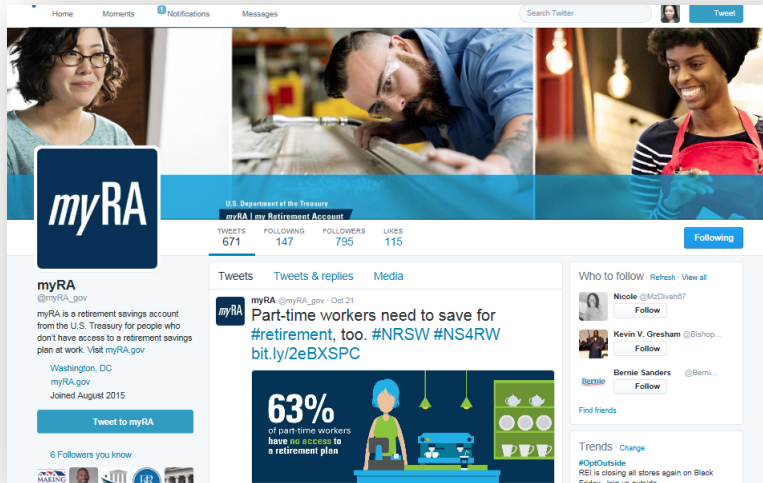 Home Moments 1 Notifications Messages Search Twitter Tweet
U.S. Department of the Treasury
myRA | my Retirement Account
myRA
TWEETS FOLLOWING FOLLOWERS LIKES
671 147 795 115
Following
myRA
@myRA_gov
myRA is a retirement savings account
from the U.S. Treasury for people who
don't have access to a retirement savings
plan at work. Visit myRA.gov
Washington, DC
myRA.gov
Joined August 2015
Tweet to myRA
6 Followers you know
MAKING
Tweets Tweets & replies Media
myRA
myRA @myRA_gov · Oct 21
Part-time workers need to save for
#retirement, too. #NRSW #NS4RW
bit.ly/2eBXSPC
63%
of part-time workers
have no access to
a retirement plan
Who to follow · Refresh · View all
Nicole @MzDivah67
Follow
Kevin V. Gresham @Bishop...
Follow
Bernie
Bernie Sanders @Berni...
Follow
Find friends
Trends · Change
#OptOutside
REI is closing all stores again on Black
Friday. Join us outside